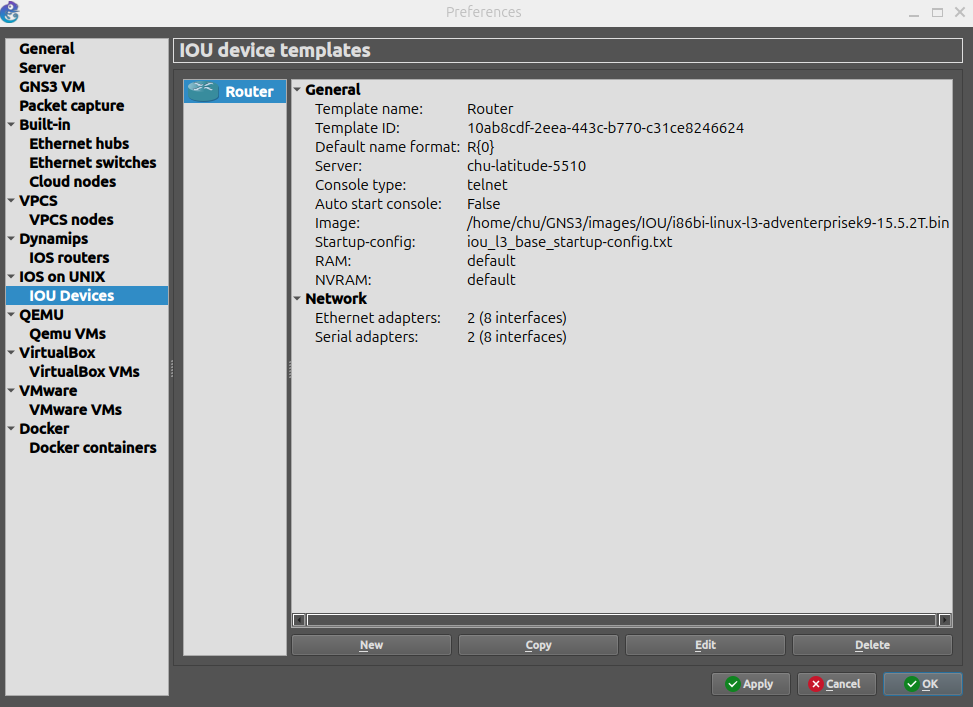 Preferences
General
Server
GNS3 VM
Packet capture
Built-in
Ethernet hubs
Ethernet switches
Cloud nodes
VPCS
VPCS nodes
Dynamips
IOS routers
IOS on UNIX
IOU Devices
QEMU
Qemu VMs
VirtualBox
VirtualBox VMs
VMware
VMware VMs
Docker
Docker containers
IOU device templates
Router
General
Template name: Router
Template ID: 10ab8cdf-2eea-443c-b770-c31ce8246624
Default name format: R{0}
Server: chu-latitude-5510
Console type: telnet
Auto start console: False
Image: /home/chu/GNS3/images/IOU/i86bi-linux-l3-adventerprisek9-15.5.2T.bin
Startup-config: iou_l3_base_startup-config.txt
RAM: default
NVRAM: default
Network
Ethernet adapters: 2 (8 interfaces)
Serial adapters: 2 (8 interfaces)
New Copy Edit Delete
Apply Cancel OK